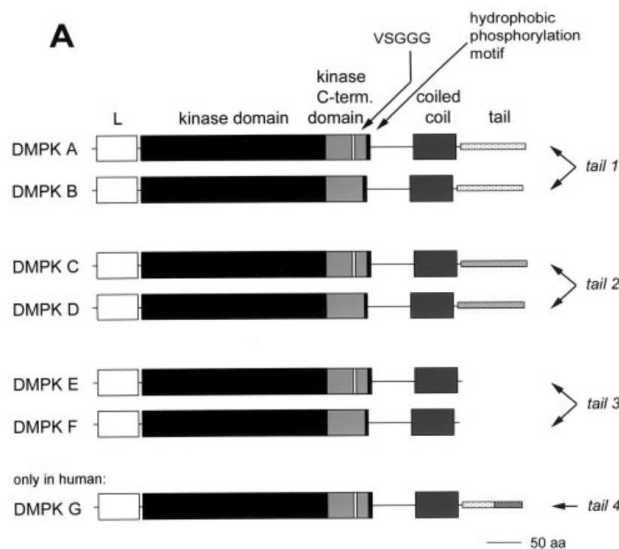 A
VSGGG
hydrophobic
phosphorylation
motif
kinase
C-term.
L kinase domain domain coiled
coil tail
DMPK A
DMPK B
tail 1
DMPK C
DMPK D
tail 2
DMPK E
DMPK F
tail 3
only in human:
DMPK G
tail 4
50 aa